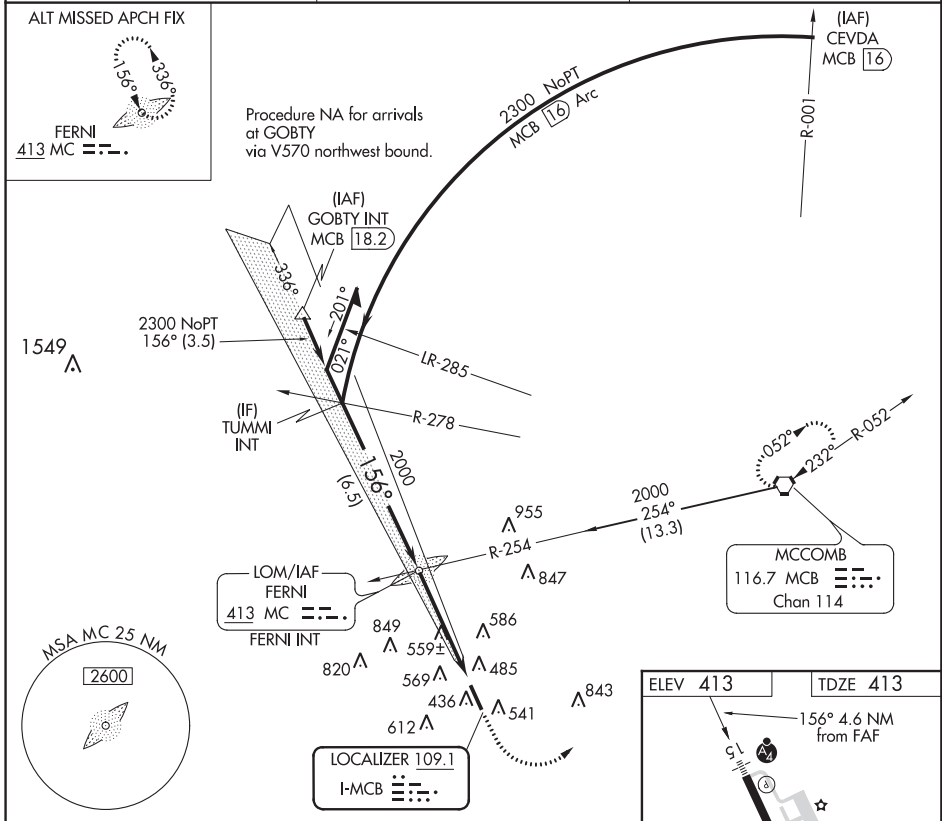 ALT MISSED APCH FIX
156°
336°
FERNI
413 MC
Procedure NA for arrivals
at GOBTY
via V570 northwest bound.
(IAF)
CEVDA
MCB 16
2300 NoPT
MCB 16 Arc
R-001
(IAF)
GOBTY INT
MCB 18.2
336°
201°
021°
2300 NoPT
156° (3.5)
1549
LR-285
R-278
(IF)
TUMMI
INT
2000
156°
(6.5)
052°
232°
R-052
2000
254°
(13.3)
R-254
955
847
MCCOMB
116.7 MCB
Chan 114
LOM/IAF
FERNI
413 MC
FERNI INT
849
559±
586
820
569
485
436
541
843
612
MSA MC 25 NM
2600
LOCALIZER 109.1
I-MCB
ELEV 413
TDZE 413
156° 4.6 NM
from FAF
15
A4
P